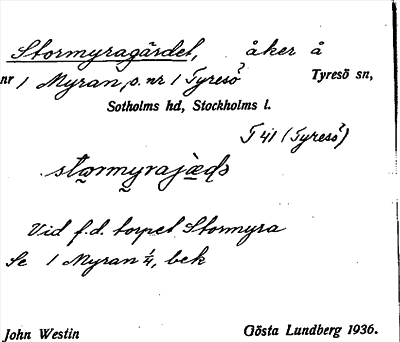 Stormyragärdet, åker å
nr 1 Myran, o. nr 1 Tyresö Tyresö sn,
Sotholms hd, Stockholms l.
T 41 (Tyresö)
Vid f.d. torpet Stormyra
Se 1 Myran 1/4, bek
John Westin Gösta Lundberg 1936.